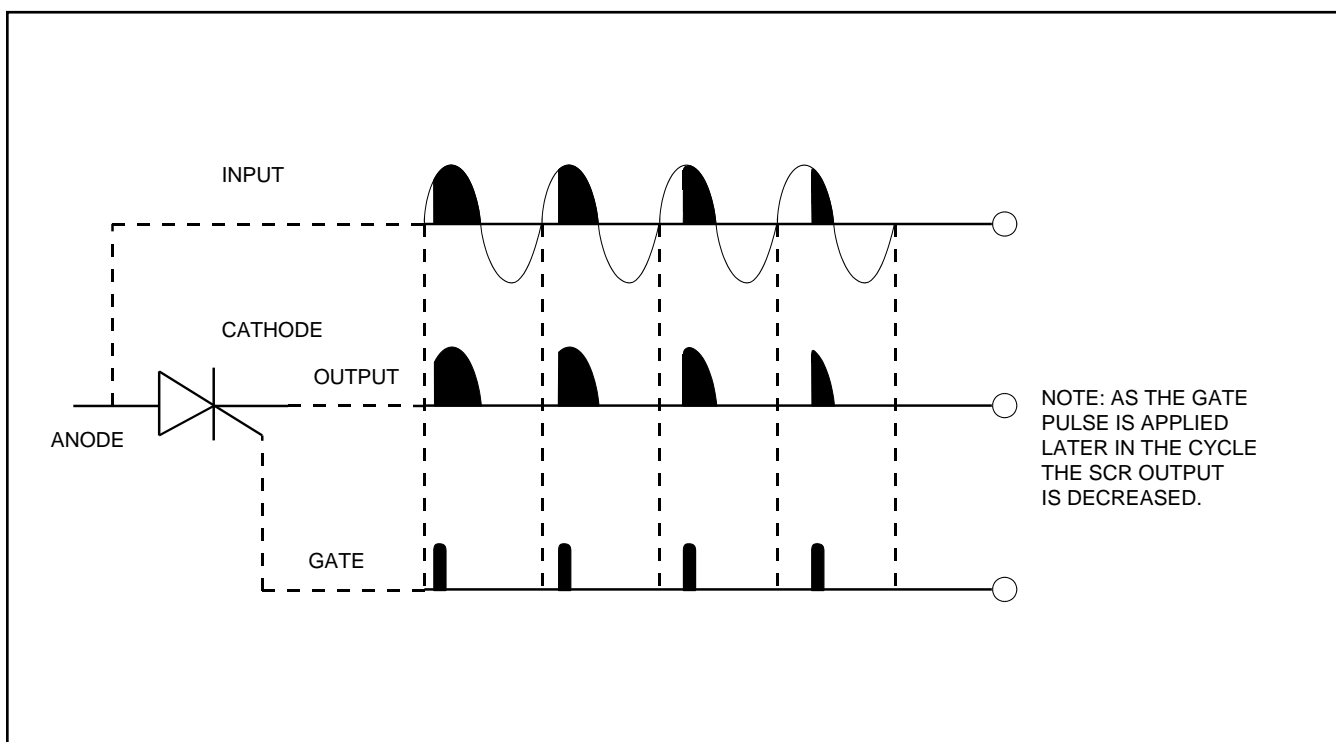 INPUT
CATHODE
OUTPUT
ANODE
GATE
NOTE: AS THE GATE
PULSE IS APPLIED
LATER IN THE CYCLE
THE SCR OUTPUT
IS DECREASED.